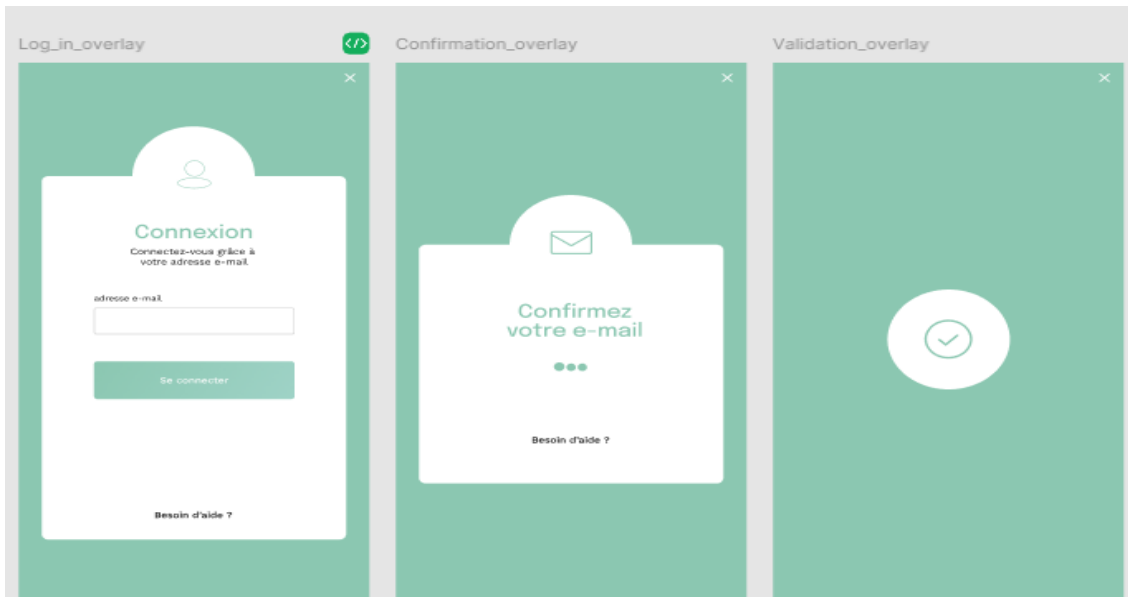 Log_in_overlay
</>
Confirmation_overlay
Validation_overlay
Connexion
Connectez-vous grâce à
votre adresse e-mail
adresse e-mail
Se connecter
Besoin d'aide ?
Confirmez
votre e-mail
Besoin d'aide ?